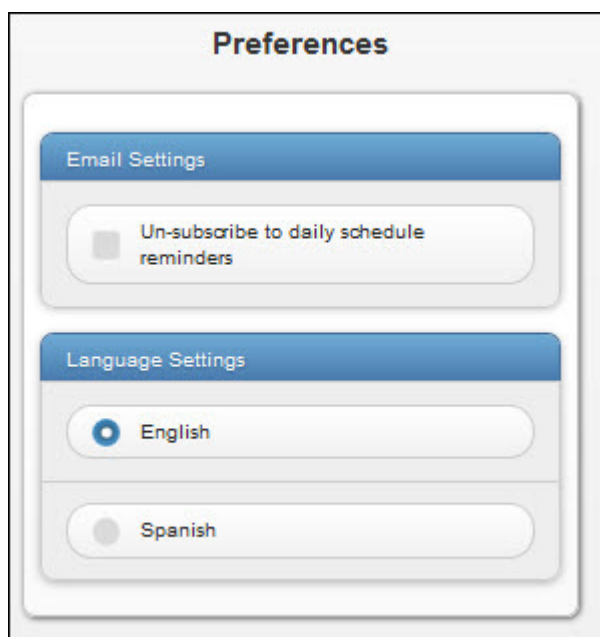 Preferences
Email Settings
Un-subscribe to daily schedule
reminders
Language Settings
English
Spanish